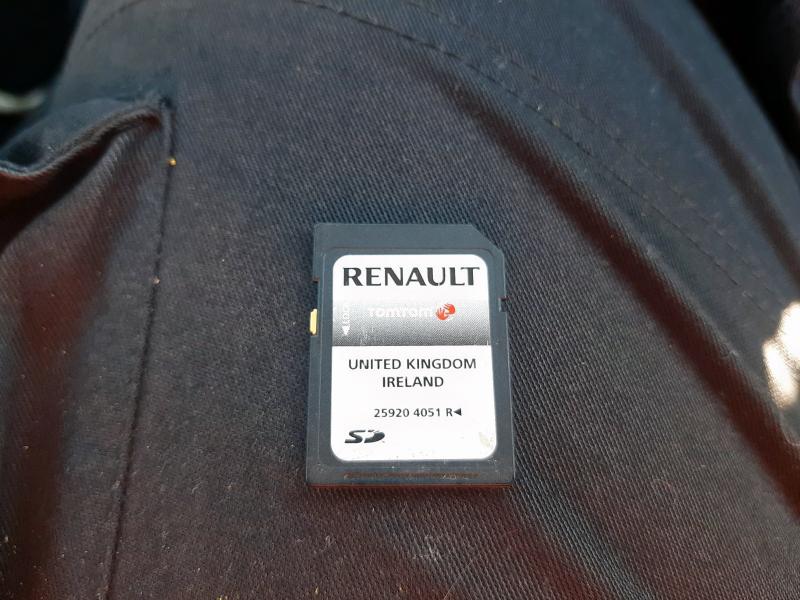 RENAULT
LOCK
TOMTOM
UNITED KINGDOM
IRELAND
25920 4051 R◄
SD